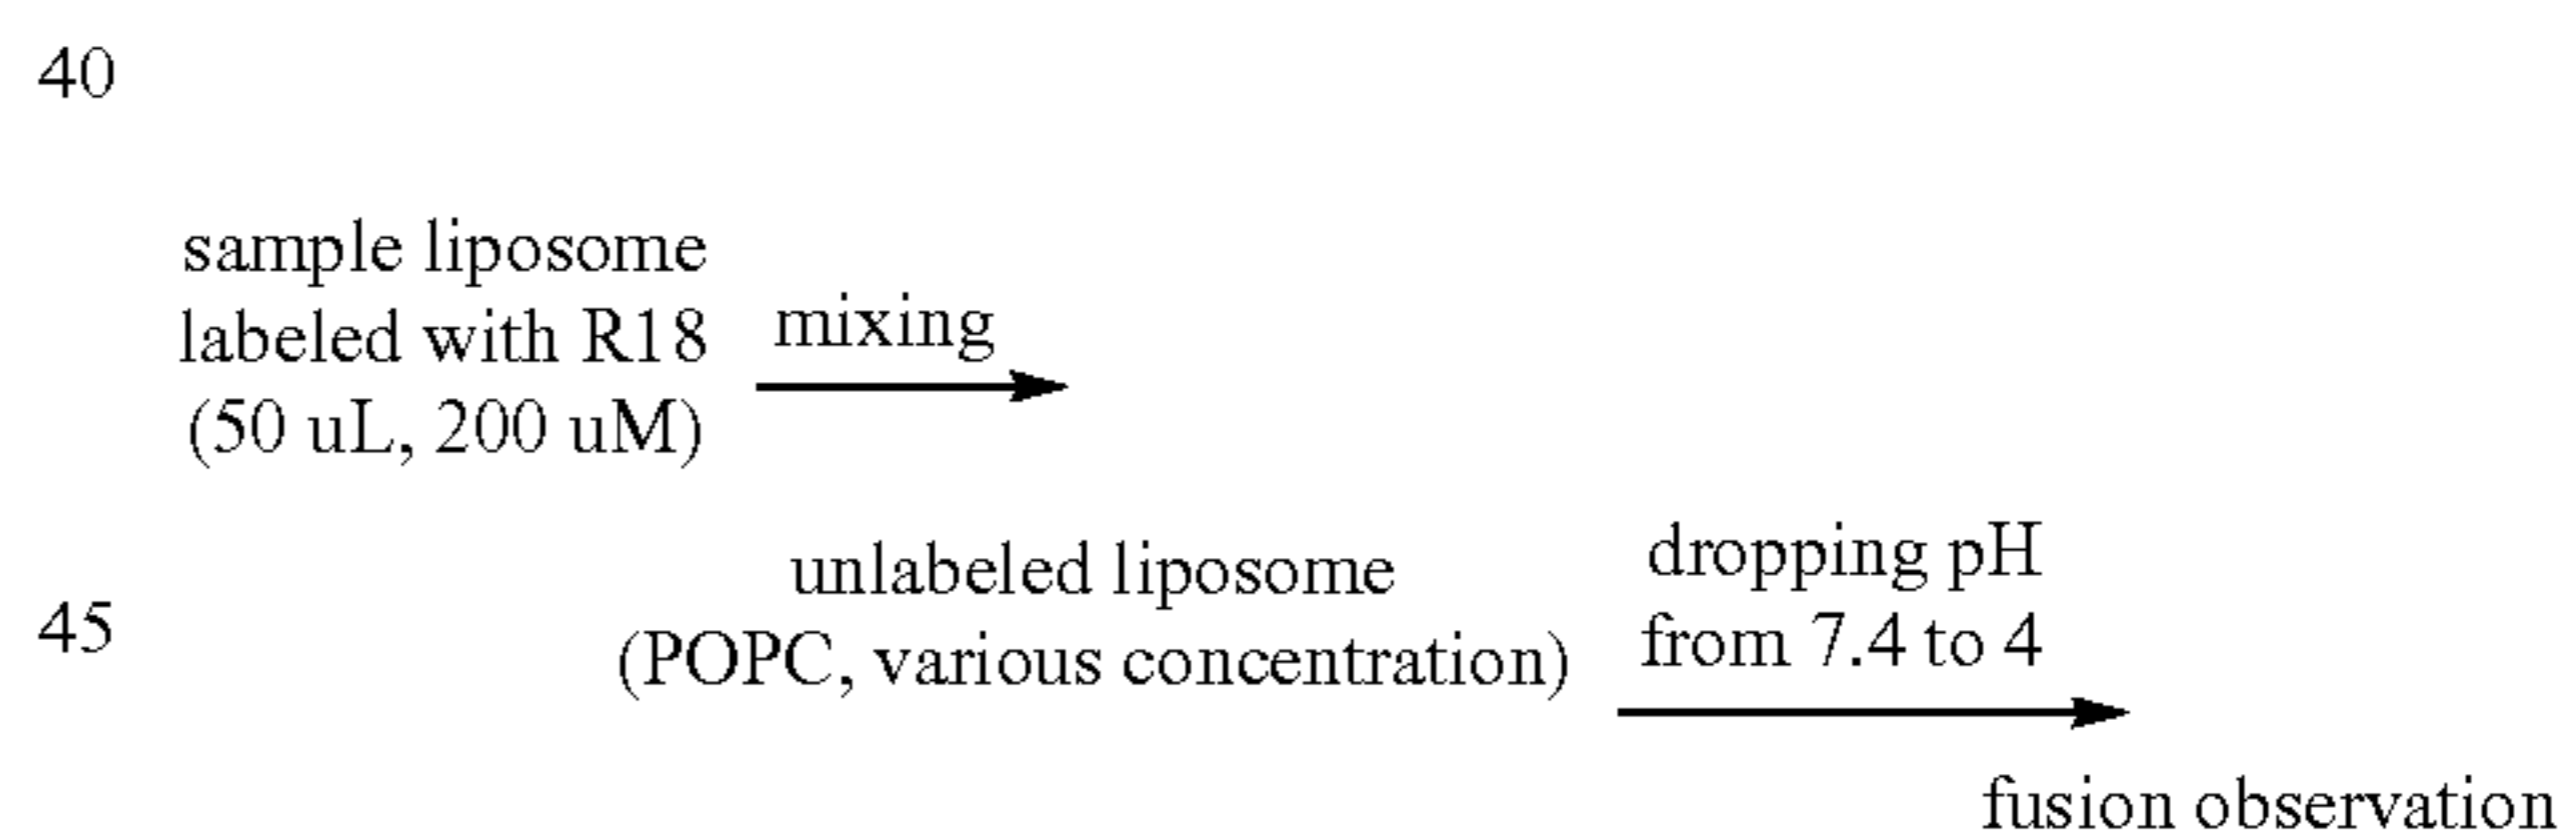 40
sample liposome
labeled with R18
(50 uL, 200 uM)
mixing
unlabeled liposome
(POPC, various concentration)
45
dropping pH
from 7.4 to 4
fusion observation